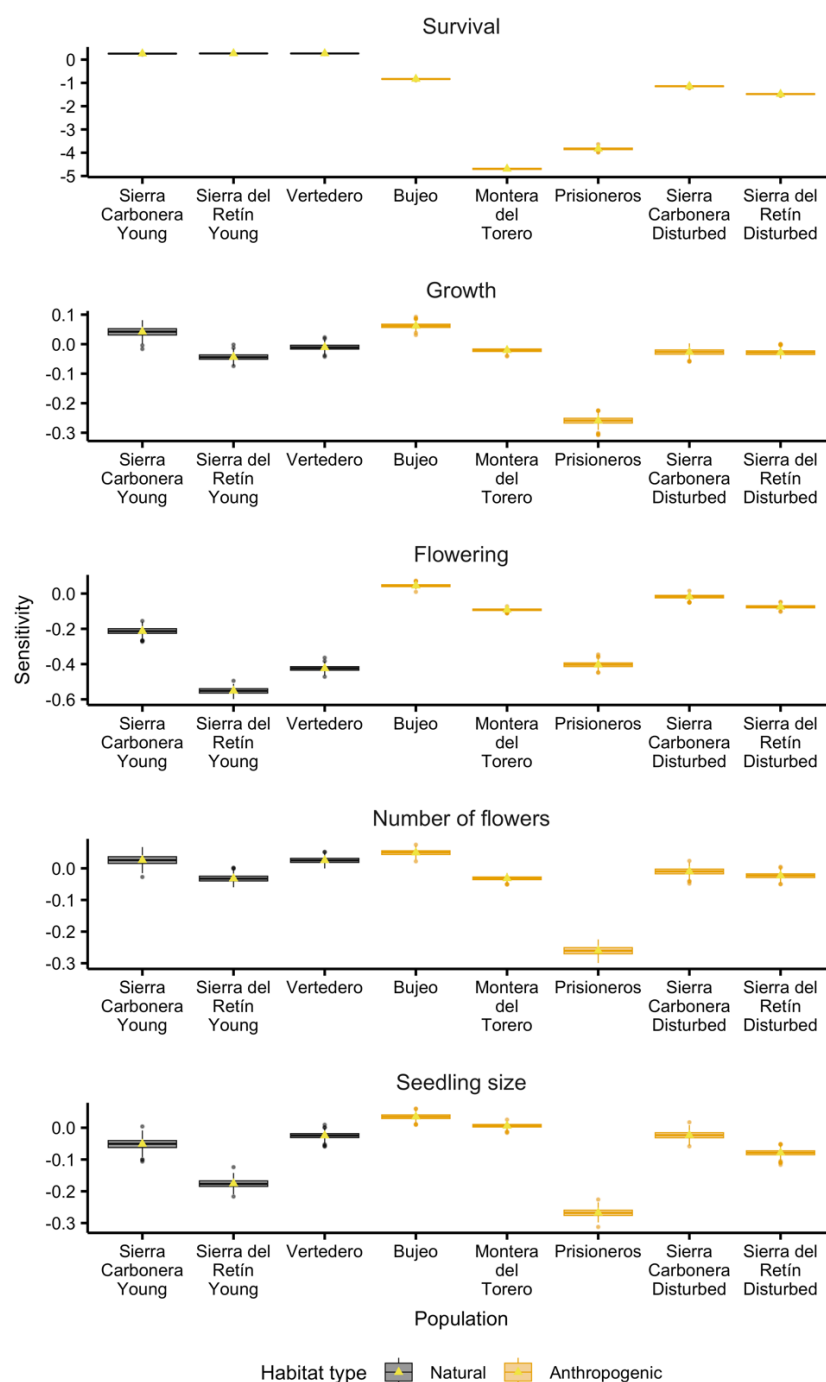 Survival
0
-1
-2
-3
-4
-5
Sierra Carbonera Young
Sierra del Retín Young
Vertedero
Bujeo
Montera del Torero
Prisioneros
Sierra Carbonera Disturbed
Sierra del Retín Disturbed
Growth
0.1
0.0
-0.1
-0.2
-0.3
Sierra Carbonera Young
Sierra del Retín Young
Vertedero
Bujeo
Montera del Torero
Prisioneros
Sierra Carbonera Disturbed
Sierra del Retín Disturbed
Sensitivity
Flowering
0.0
-0.2
-0.4
-0.6
Sierra Carbonera Young
Sierra del Retín Young
Vertedero
Bujeo
Montera del Torero
Prisioneros
Sierra Carbonera Disturbed
Sierra del Retín Disturbed
Number of flowers
0.0
-0.1
-0.2
-0.3
Sierra Carbonera Young
Sierra del Retín Young
Vertedero
Bujeo
Montera del Torero
Prisioneros
Sierra Carbonera Disturbed
Sierra del Retín Disturbed
Seedling size
0.0
-0.1
-0.2
-0.3
Sierra Carbonera Young
Sierra del Retín Young
Vertedero
Bujeo
Montera del Torero
Prisioneros
Sierra Carbonera Disturbed
Sierra del Retín Disturbed
Population
Habitat type Natural Anthropogenic